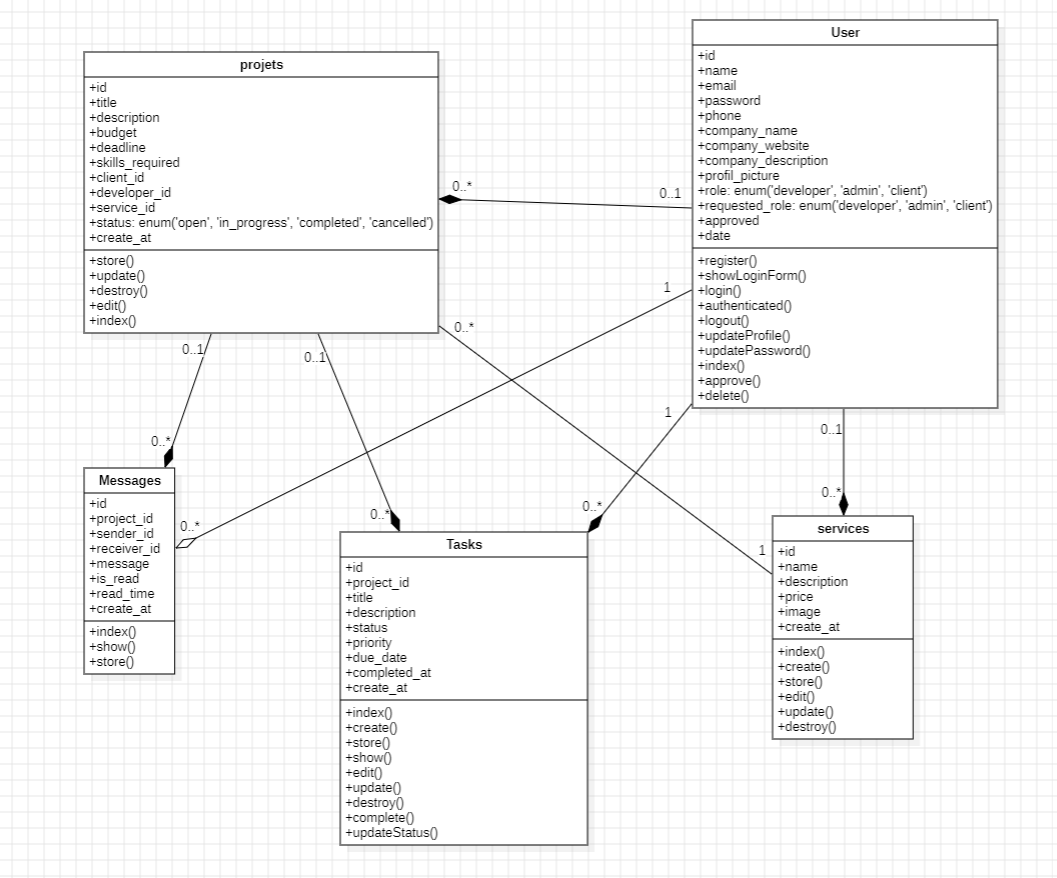 projets
+id
+title
+description
+budget
+deadline
+skills_required
+client_id
+developer_id
+service_id
+status: enum('open', 'in_progress', 'completed', 'cancelled')
+create_at
+store()
+update()
+destroy()
+edit()
+index()
User
+id
+name
+email
+password
+phone
+company_name
+company_website
+company_description
+profil_picture
+role: enum('developer', 'admin', 'client')
+requested_role: enum('developer', 'admin', 'client')
+approved
+date
+register()
+showLoginForm()
+login()
+authenticated()
+logout()
+updateProfile()
+updatePassword()
+index()
+approve()
+delete()
0..*
0..1
1
0..*
0..1
0..1
1
0..1
0..*
0..*
0..*
0..*
0..*
1
Messages
+id
+project_id
+sender_id
+receiver_id
+message
+is_read
+read_time
+create_at
+index()
+show()
+store()
Tasks
+id
+project_id
+title
+description
+status
+priority
+due_date
+completed_at
+create_at
+index()
+create()
+store()
+show()
+edit()
+update()
+destroy()
+complete()
+updateStatus()
services
+id
+name
+description
+price
+image
+create_at
+index()
+create()
+store()
+edit()
+update()
+destroy()